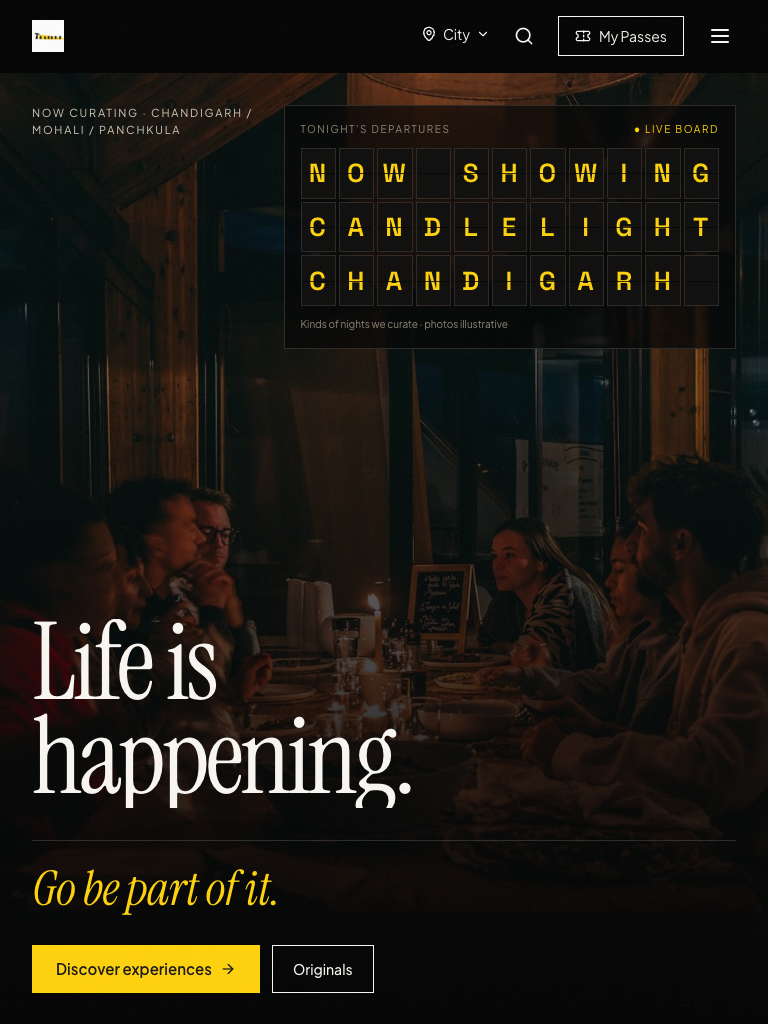 City
My Passes
NOW CURATING · CHANDIGARH /
MOHALI / PANCHKULA
TONIGHT'S DEPARTURES
● LIVE BOARD
NOW SHOWING
CANDLELIGHT
CHANDIGARH
Kinds of nights we curate · photos illustrative
Life is
happening.
Go be part of it.
Discover experiences →
Originals